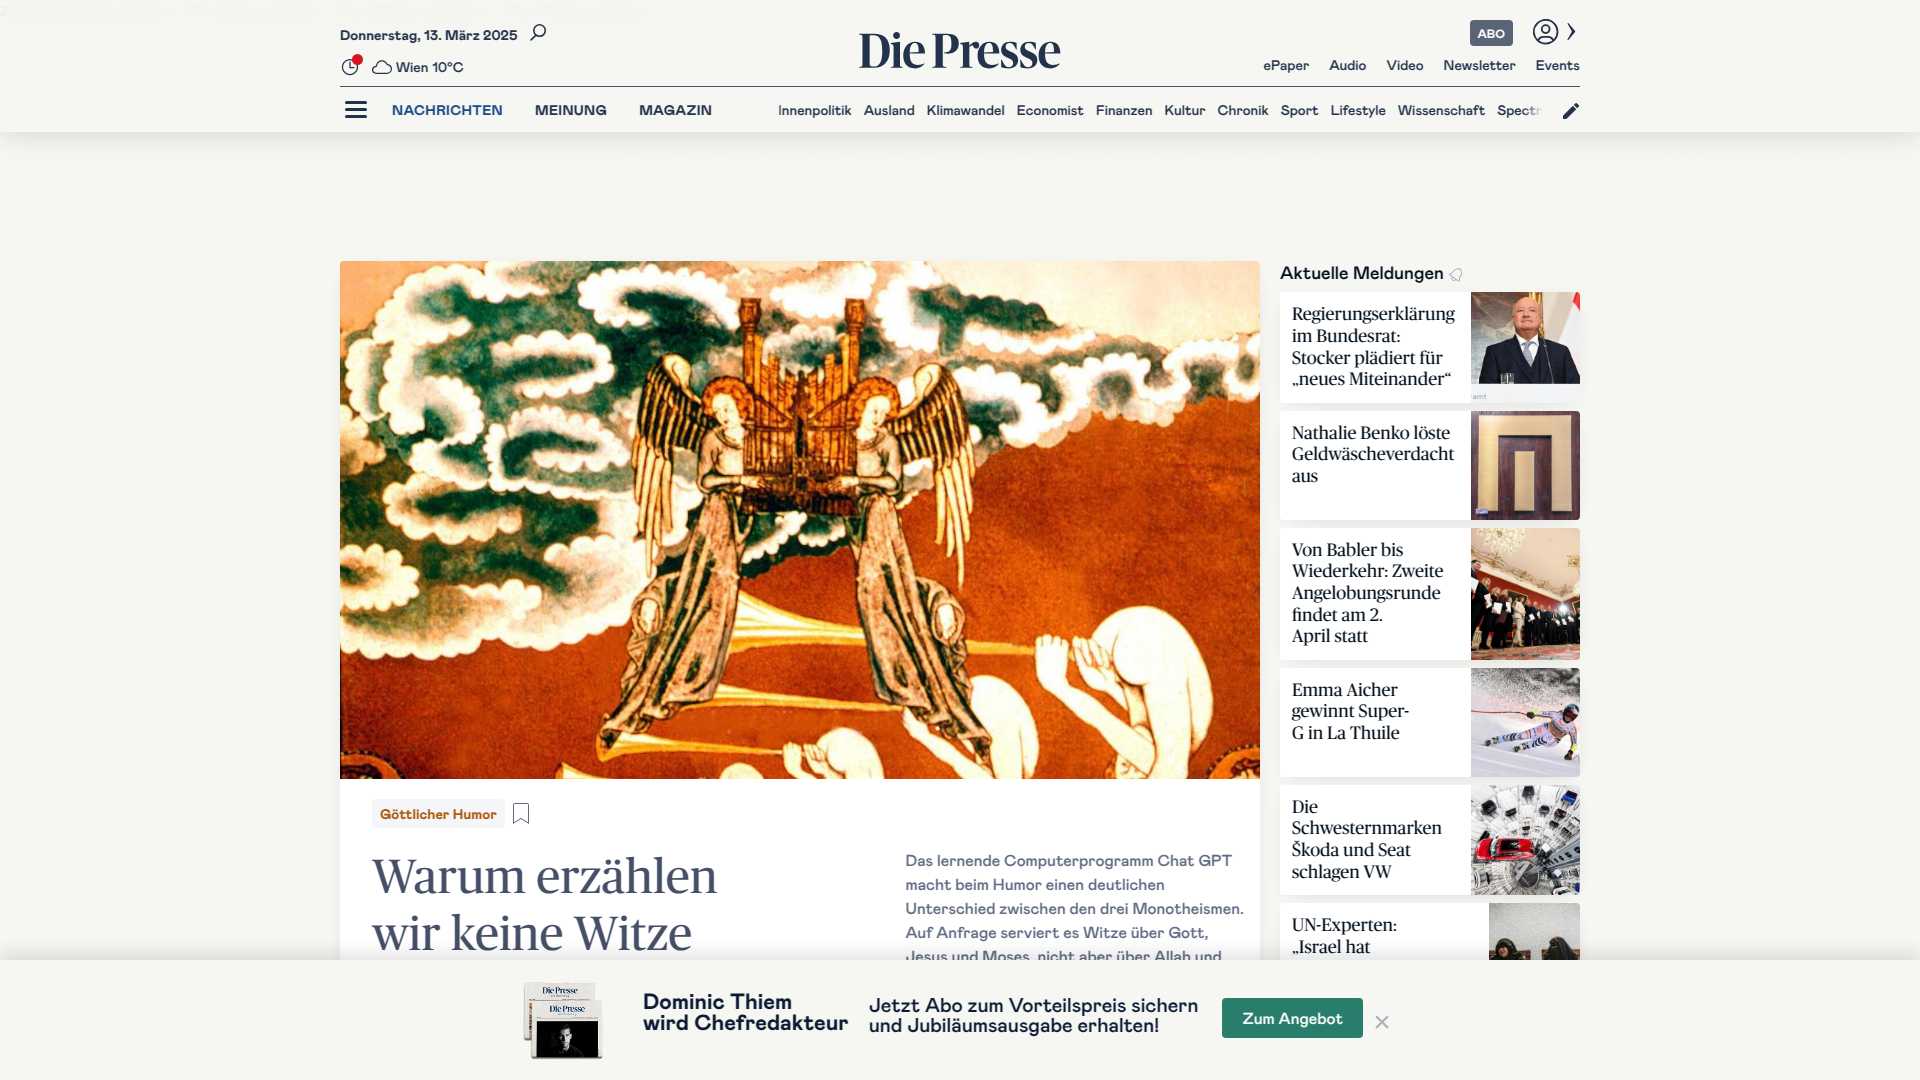 Donnerstag, 13. März 2025
Wien 10°C
Die Presse
ABO
ePaper Audio Video Newsletter Events
NACHRICHTEN MEINUNG MAGAZIN
Innenpolitik Ausland Klimawandel Economist Finanzen Kultur Chronik Sport Lifestyle Wissenschaft
Göttlicher Humor
Warum erzählen
wir keine Witze
Das lernende Computerprogramm Chat GPT
macht beim Humor einen deutlichen
Unterschied zwischen den drei Monotheismen.
Auf Anfrage serviert es Witze über Gott,
Jesus und Moses, nicht aber über Allah und
Aktuelle Meldungen
Regierungserklärung
im Bundesrat:
Stocker plädiert für
„neues Miteinander“
amt
Nathalie Benko löste
Geldwäscheverdacht
aus
Von Babler bis
Wiederkehr: Zweite
Angelobungsrunde
findet am 2.
April statt
Emma Aicher
gewinnt Super-
G in La Thuile
Die
Schwesternmarken
Škoda und Seat
schlagen VW
UN-Experten:
„Israel hat
Die Presse
Die Presse
Dominic Thiem
wird Chefredakteur
Jetzt Abo zum Vorteilspreis sichern
und Jubiläumsausgabe erhalten!
Zum Angebot